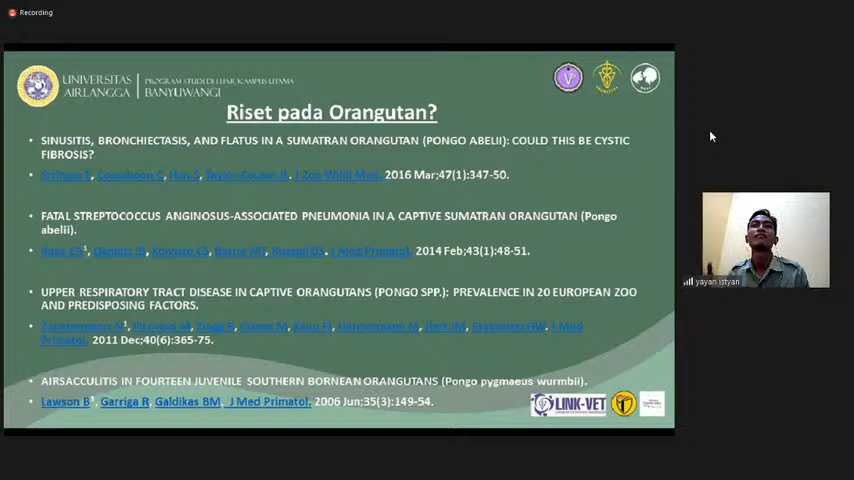 Recording
UNIVERSITAS
AIRLANGGA
PROGRAM STUDI DI LUAR KAMPUS UTAMA
BANYUWANGI
Riset pada Orangutan?
• SINUSITIS, BRONCHIECTASIS, AND FLATUS IN A SUMATRAN ORANGUTAN (PONGO ABELII): COULD THIS BE CYSTIC
FIBROSIS?
• J Zoo Wildl Med. 2016 Mar;47(1):347-50.
• FATAL STREPTOCOCCUS ANGINOSUS-ASSOCIATED PNEUMONIA IN A CAPTIVE SUMATRAN ORANGUTAN (Pongo
abelii).
• J Med Primatol. 2014 Feb;43(1):48-51.
• UPPER RESPIRATORY TRACT DISEASE IN CAPTIVE ORANGUTANS (PONGO SPP.): PREVALENCE IN 20 EUROPEAN ZOO
AND PREDISPOSING FACTORS.
• J Med
Primatol. 2011 Dec;40(6):365-75.
• AIRSACCULITIS IN FOURTEEN JUVENILE SOUTHERN BORNEAN ORANGUTANS (Pongo pygmaeus wurmbii).
• Lawson B1, Garriga R, Galdikas BM. J Med Primatol. 2006 Jun;35(3):149-54.
LINK-VET
yayan istyan